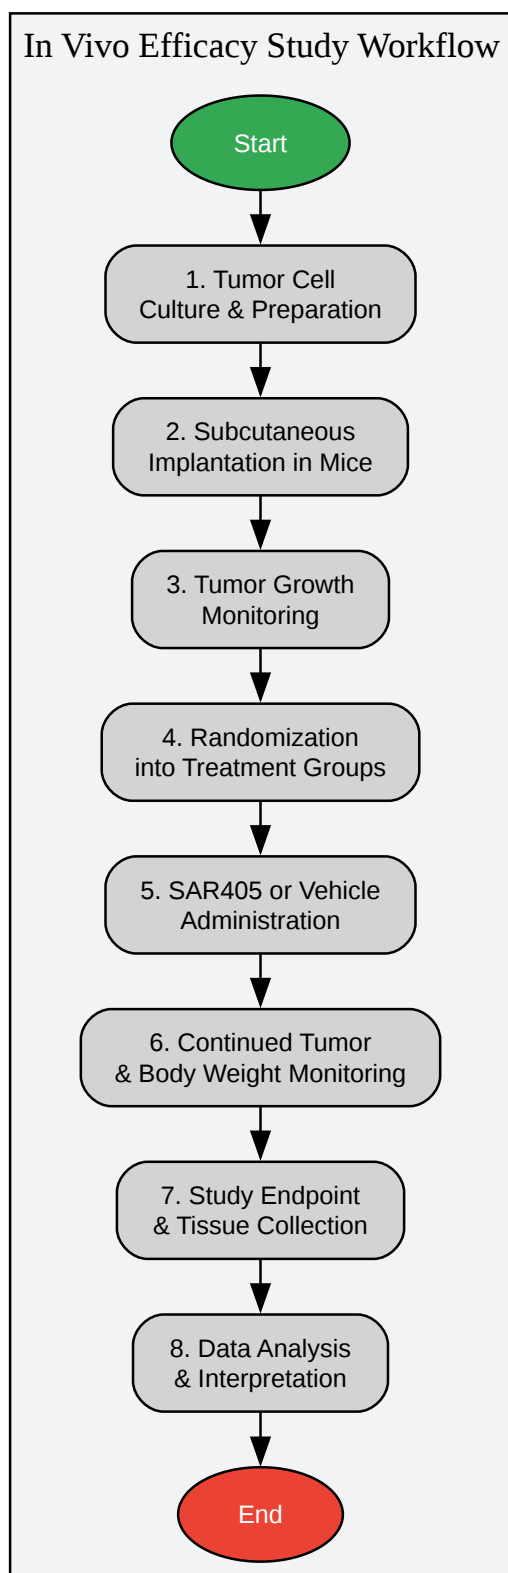 In Vivo Efficacy Study Workflow
Start
1. Tumor Cell
Culture & Preparation
2. Subcutaneous
Implantation in Mice
3. Tumor Growth
Monitoring
4. Randomization
into Treatment Groups
5. SAR405 or Vehicle
Administration
6. Continued Tumor
& Body Weight Monitoring
7. Study Endpoint
& Tissue Collection
8. Data Analysis
& Interpretation
End